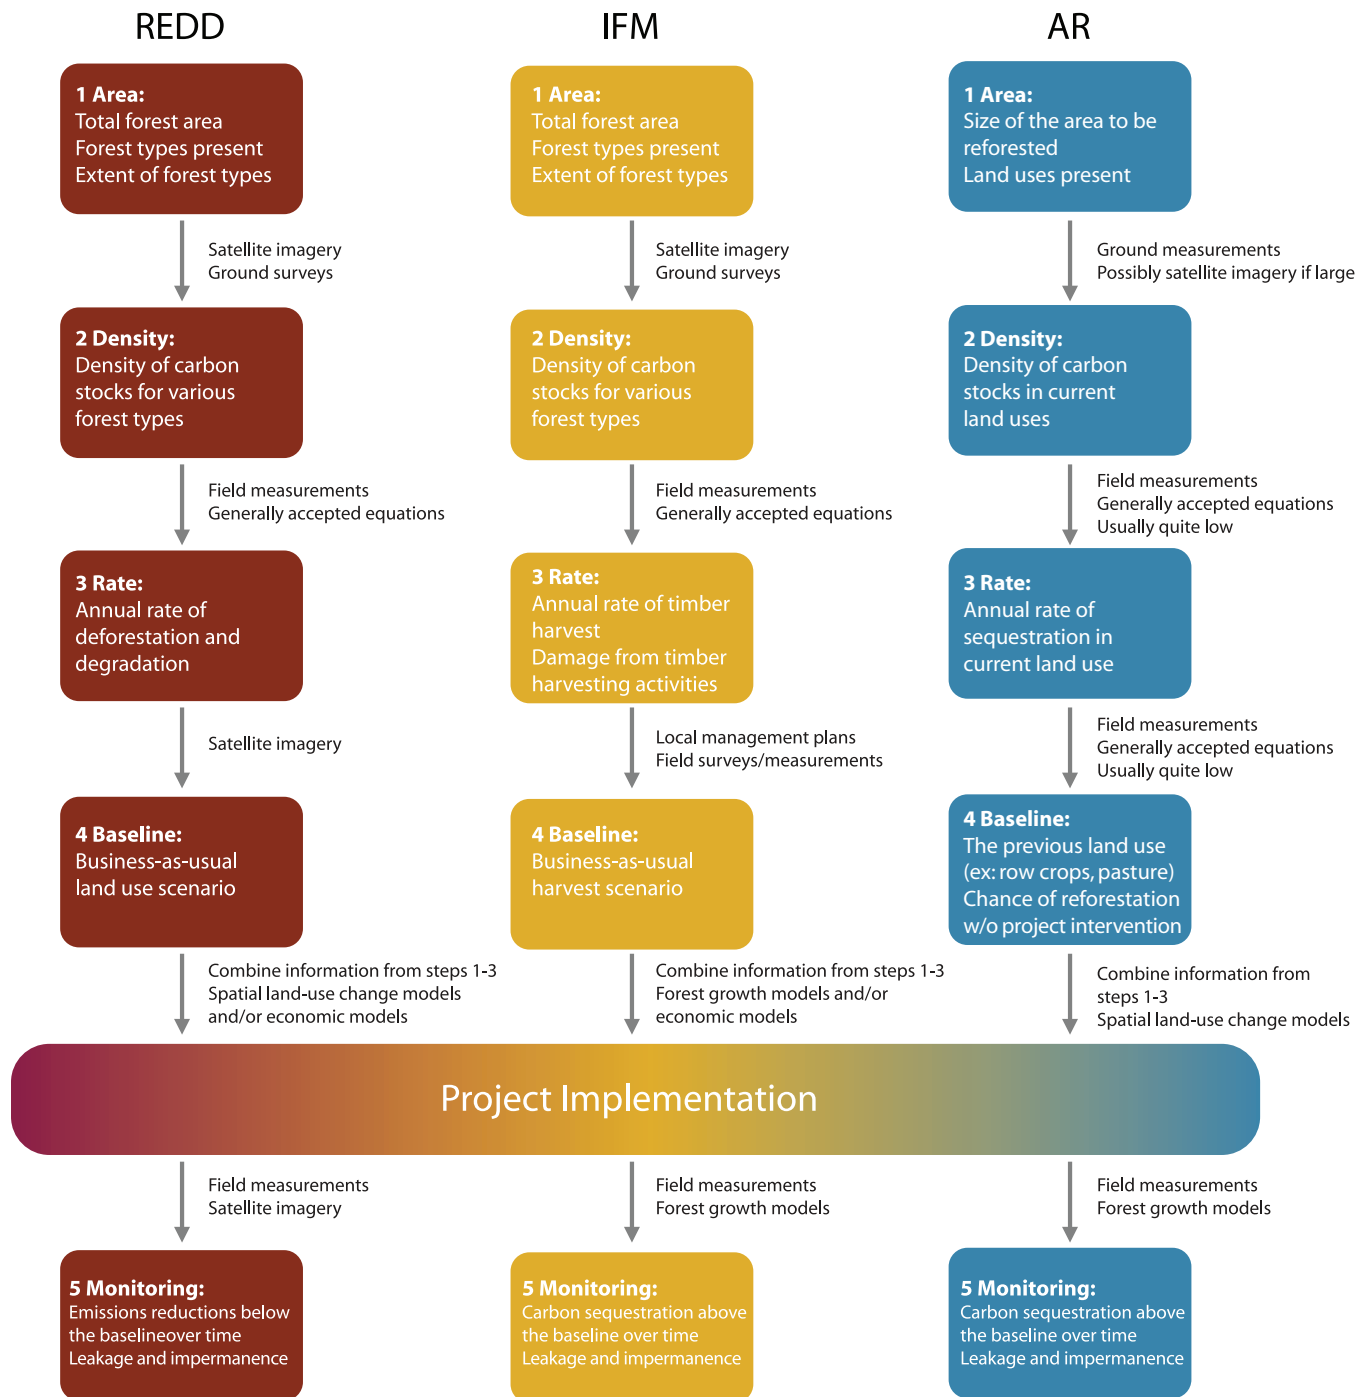 REDD
IFM
AR
1 Area:
Total forest area
Forest types present
Extent of forest types
1 Area:
Total forest area
Forest types present
Extent of forest types
1 Area:
Size of the area to be
reforested
Land uses present
Satellite imagery
Ground surveys
Satellite imagery
Ground surveys
Ground measurements
Possibly satellite imagery if large
2 Density:
Density of carbon
stocks for various
forest types
2 Density:
Density of carbon
stocks for various
forest types
2 Density:
Density of carbon
stocks in current
land uses
Field measurements
Generally accepted equations
Field measurements
Generally accepted equations
Field measurements
Generally accepted equations
Usually quite low
3 Rate:
Annual rate of
deforestation and
degradation
3 Rate:
Annual rate of timber
harvest
Damage from timber
harvesting activities
3 Rate:
Annual rate of
sequestration in
current land use
Satellite imagery
Local management plans
Field surveys/measurements
Field measurements
Generally accepted equations
Usually quite low
4 Baseline:
Business-as-usual
land use scenario
4 Baseline:
Business-as-usual
harvest scenario
4 Baseline:
The previous land use
(ex: row crops, pasture)
Chance of reforestation
w/o project intervention
Combine information from steps 1-3
Spatial land-use change models
and/or economic models
Combine information from steps 1-3
Forest growth models and/or
economic models
Combine information from
steps 1-3
Spatial land-use change models
Project Implementation
Field measurements
Satellite imagery
Field measurements
Forest growth models
Field measurements
Forest growth models
5 Monitoring:
Emissions reductions below
the baselineover time
Leakage and impermanence
5 Monitoring:
Carbon sequestration above
the baseline over time
Leakage and impermanence
5 Monitoring:
Carbon sequestration above
the baseline over time
Leakage and impermanence